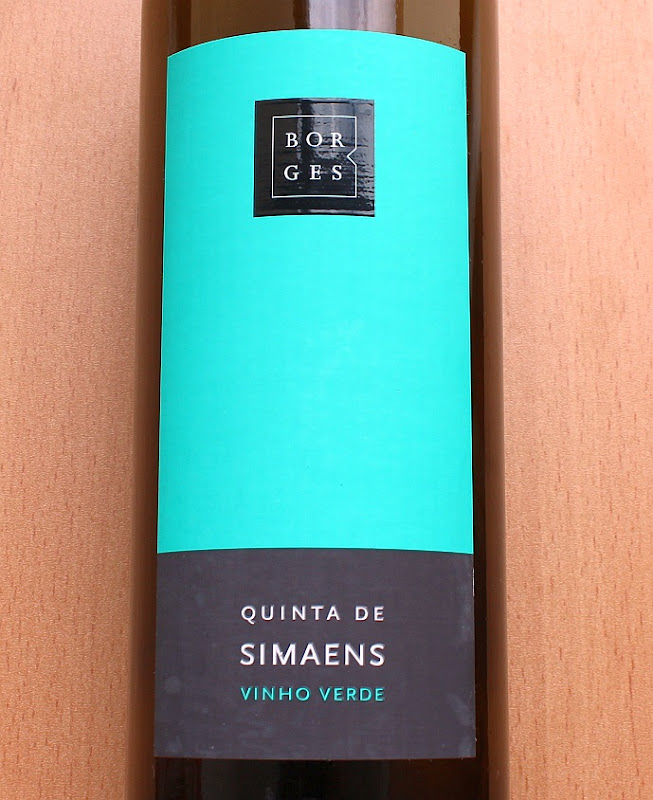 BOR
GES
QUINTA DE
SIMAENS
VINHO VERDE